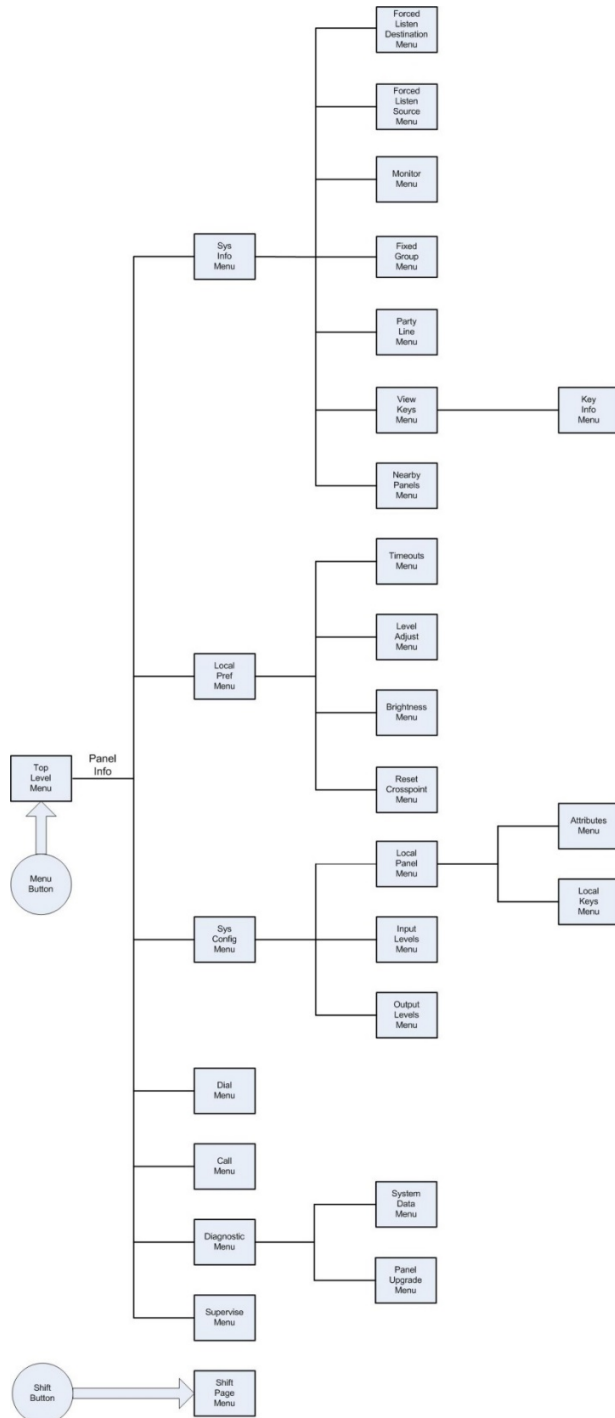 Forced
Listen
Destination
Menu
Forced
Listen
Source
Menu
Monitor
Menu
Sys
Info
Menu
Fixed
Group
Menu
Party
Line
Menu
View
Keys
Menu
Key
Info
Menu
Nearby
Panels
Menu
Timeouts
Menu
Level
Adjust
Menu
Local
Pref
Menu
Brightness
Menu
Top
Level
Menu
Panel
Info
Reset
Crosspoint
Menu
Menu
Button
Attributes
Menu
Local
Panel
Menu
Local
Keys
Menu
Sys
Config
Menu
Input
Levels
Menu
Output
Levels
Menu
Dial
Menu
Call
Menu
System
Data
Menu
Diagnostic
Menu
Panel
Upgrade
Menu
Supervise
Menu
Shift
Button
Shift
Page
Menu